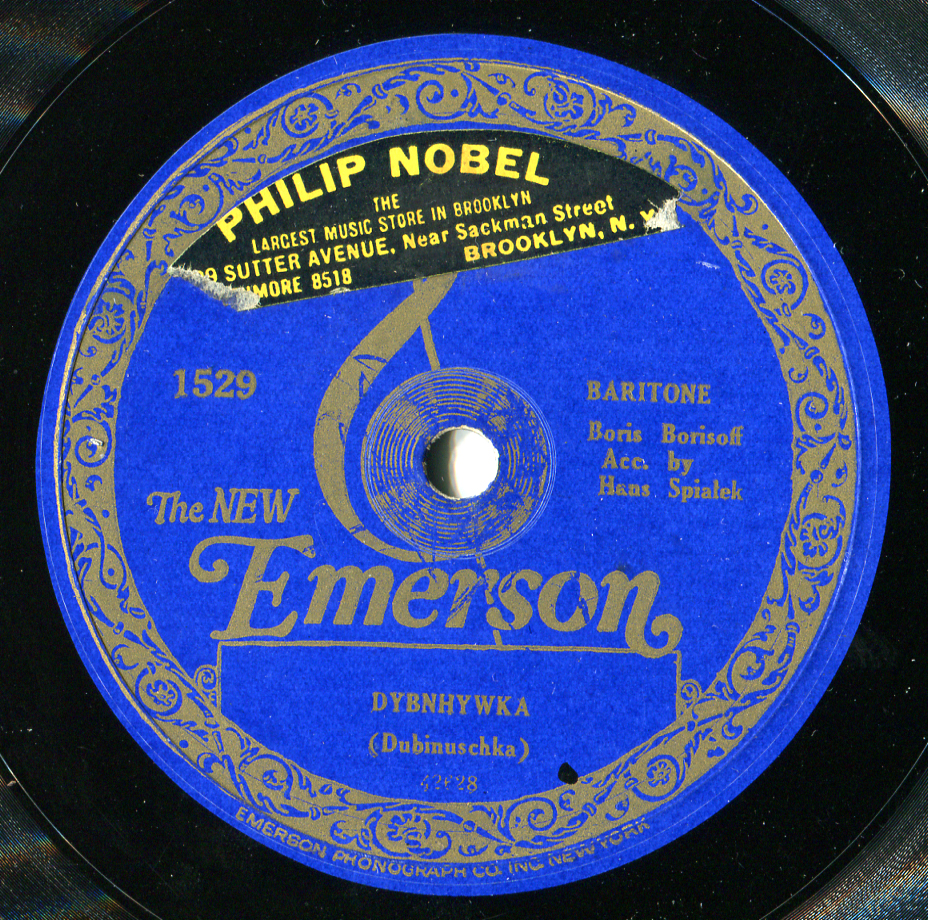 PHILIP NOBEL
THE
LARGEST MUSIC STORE IN BROOKLYN
9 SUTTER AVENUE, Near Sackman Street
MORE 8518
BROOKLYN, N. Y.
1529
BARITONE
Boris Borisoff
Acc. by
Hans Spialek
The NEW
Emerson
DYBNHYWKA
(Dubinuschka)
EMERSON PHONOGRAPH CO. INC. NEW YORK